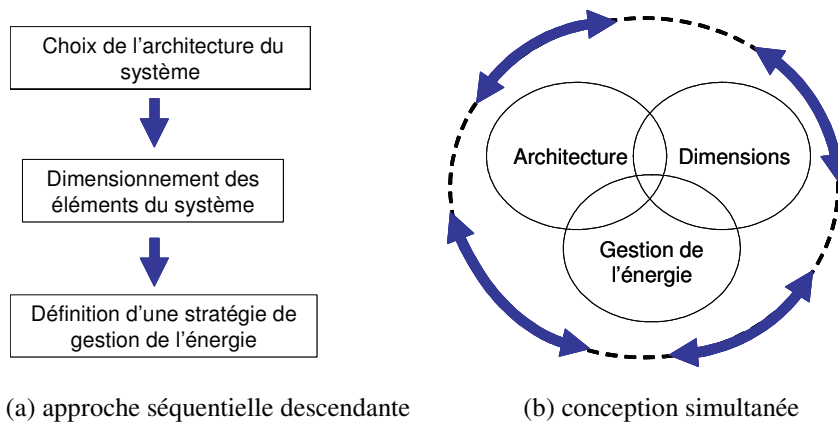 Choix de l'architecture du
système
Dimensionnement des
éléments du système
Définition d'une stratégie de
gestion de l'énergie
(a) approche séquentielle descendante
Architecture
Dimensions
Gestion de
l'énergie
(b) conception simultanée